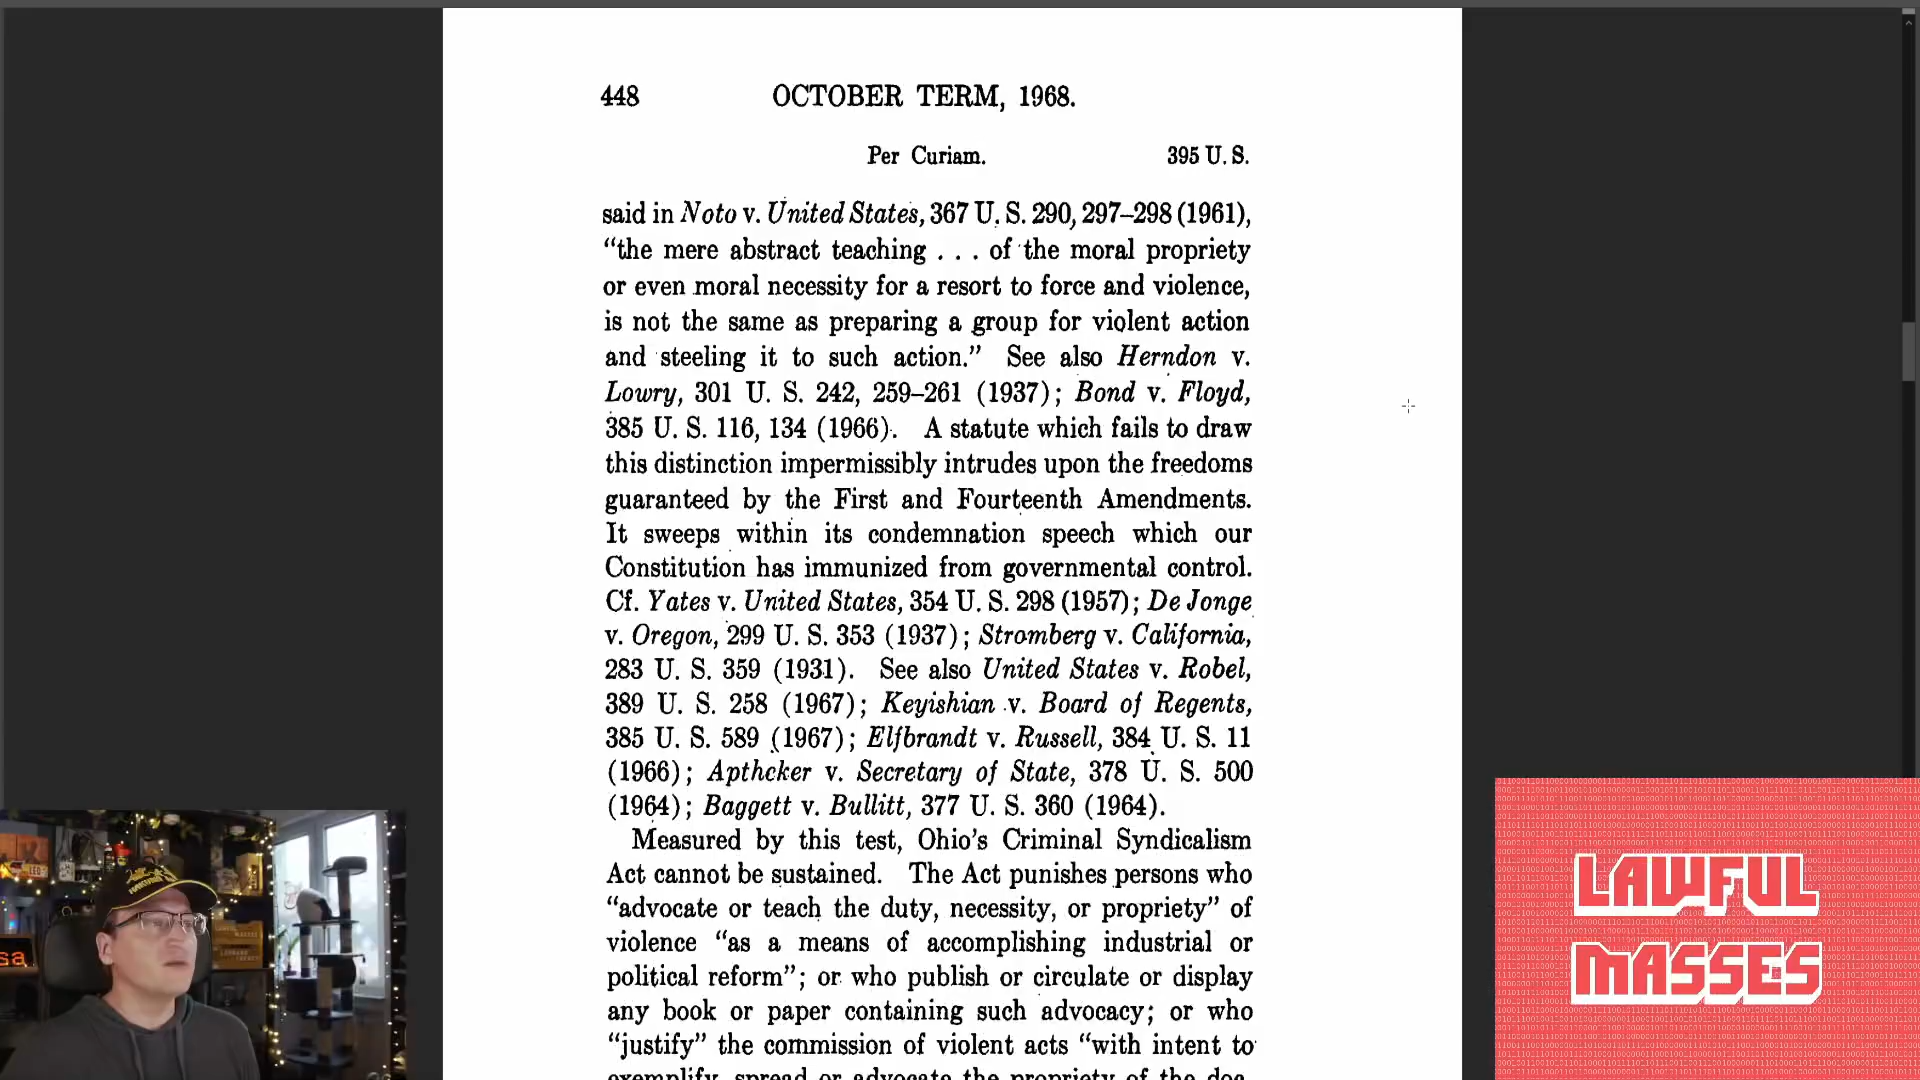 448 OCTOBER TERM, 1968.
Per Curiam. 395 U. S.
said in Noto v. United States, 367 U. S. 290, 297–298 (1961),
“the mere abstract teaching . . . of the moral propriety
or even moral necessity for a resort to force and violence,
is not the same as preparing a group for violent action
and steeling it to such action.” See also Herndon v.
Lowry, 301 U. S. 242, 259–261 (1937); Bond v. Floyd,
385 U. S. 116, 134 (1966). A statute which fails to draw
this distinction impermissibly intrudes upon the freedoms
guaranteed by the First and Fourteenth Amendments.
It sweeps within its condemnation speech which our
Constitution has immunized from governmental control.
Cf. Yates v. United States, 354 U. S. 298 (1957); De Jonge
v. Oregon, 299 U. S. 353 (1937); Stromberg v. California,
283 U. S. 359 (1931). See also United States v. Robel,
389 U. S. 258 (1967); Keyishian v. Board of Regents,
385 U. S. 589 (1967); Elfbrandt v. Russell, 384 U. S. 11
(1966); Aptheker v. Secretary of State, 378 U. S. 500
(1964); Baggett v. Bullitt, 377 U. S. 360 (1964).
Measured by this test, Ohio’s Criminal Syndicalism
Act cannot be sustained. The Act punishes persons who
“advocate or teach the duty, necessity, or propriety” of
violence “as a means of accomplishing industrial or
political reform”; or who publish or circulate or display
any book or paper containing such advocacy; or who
“justify” the commission of violent acts “with intent to
exemplify, spread or advocate the propriety of the doc-
sa
LAWFUL
MASSES